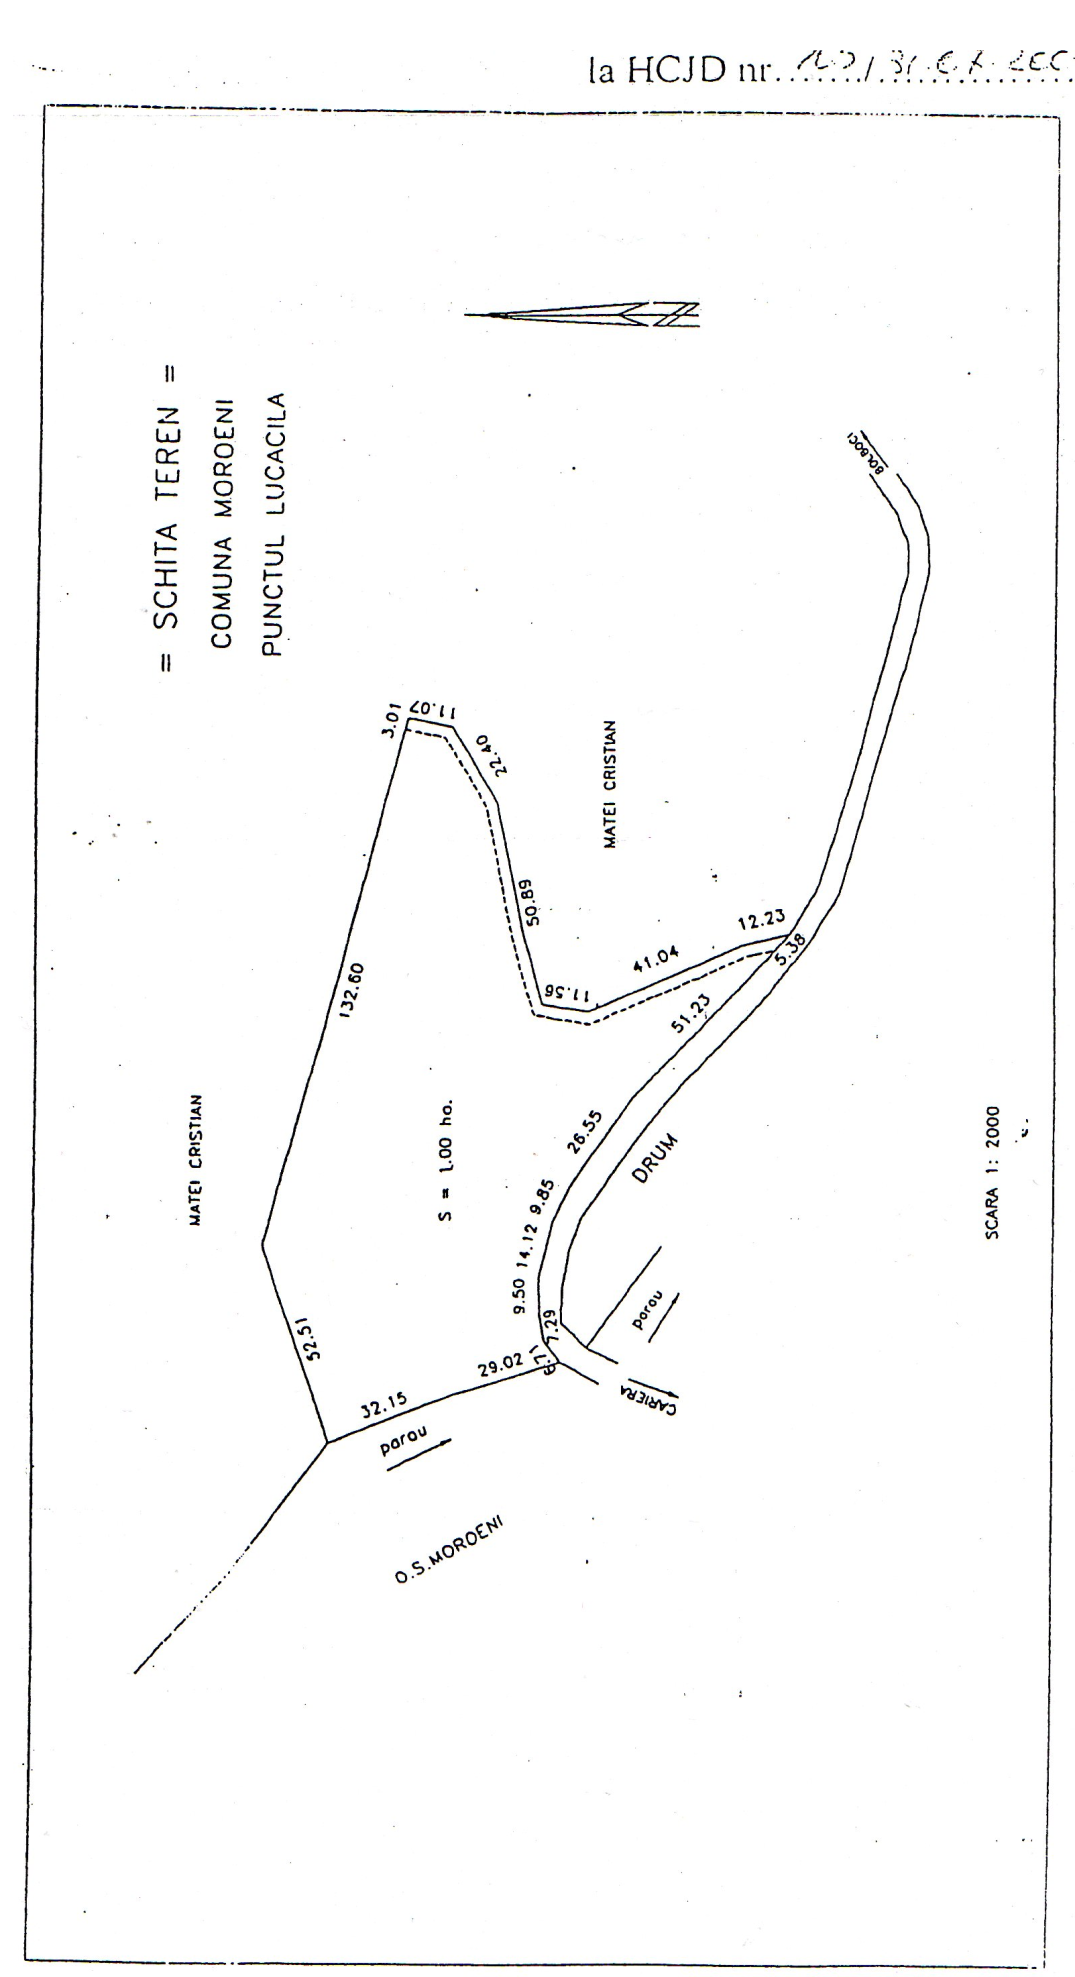 la HCJD nr.
= SCHITA TEREN =
COMUNA MOROENI
PUNCTUL LUCACILA
BOLBOCI
3.01
11.07
22.40
MATEI CRISTIAN
50.89
132.60
11.56
41.04
12.23
5.38
51.23
MATEI CRISTIAN
S = 1.00 ha.
26.55
DRUM
9.85
14.12
9.50
7.29
6.71
52.51
29.02
32.15
parau
parau
CARIERA
O.S.MOROENI
SCARA 1: 2000